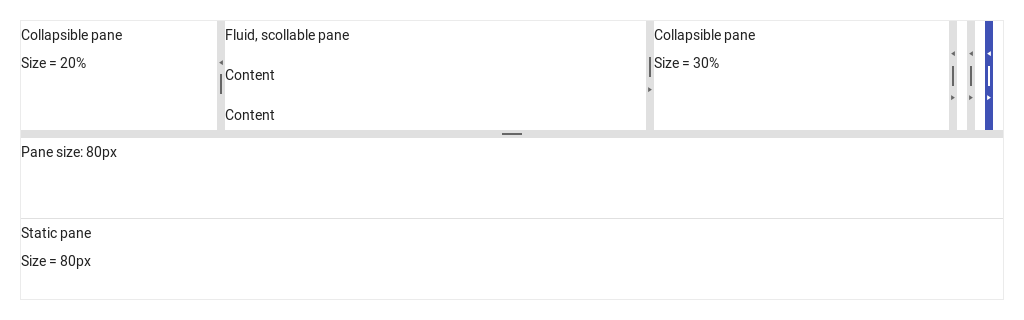 Collapsible pane
Size = 20%
Fluid, scollable pane
Content
Content
Collapsible pane
Size = 30%
Pane size: 80px
Static pane
Size = 80px